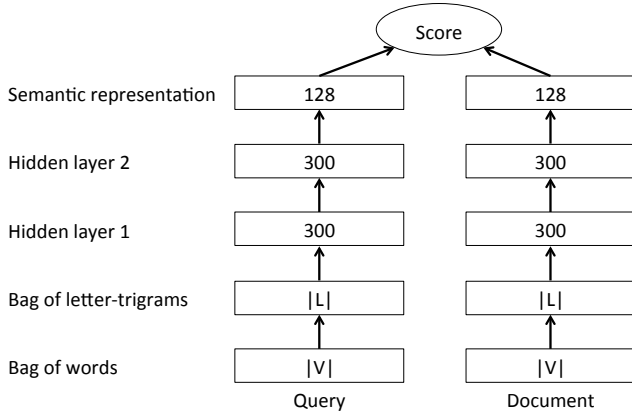 Score
Semantic representation 128 128
Hidden layer 2 300 300
Hidden layer 1 300 300
Bag of letter-trigrams |L| |L|
Bag of words |V| |V|
Query Document